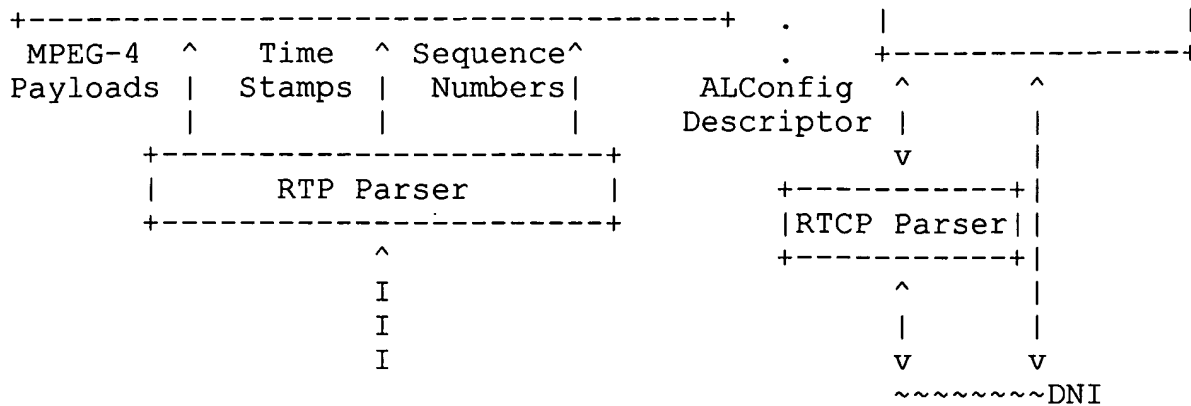 +-----------------------------------+  .    |               |
MPEG-4   ^   Time   ^  Sequence^          .    +---------------+
Payloads |  Stamps |   Numbers|     ALConfig   ^      ^
|         |         |     Descriptor |      |
+----------------------+             v      |
|      RTP Parser      |       +-----------+|
+----------------------+       |RTCP Parser||
^                  +-----------+|
I                        ^      |
I                        |      |
I                        v      v
~~~~~~~~DNI